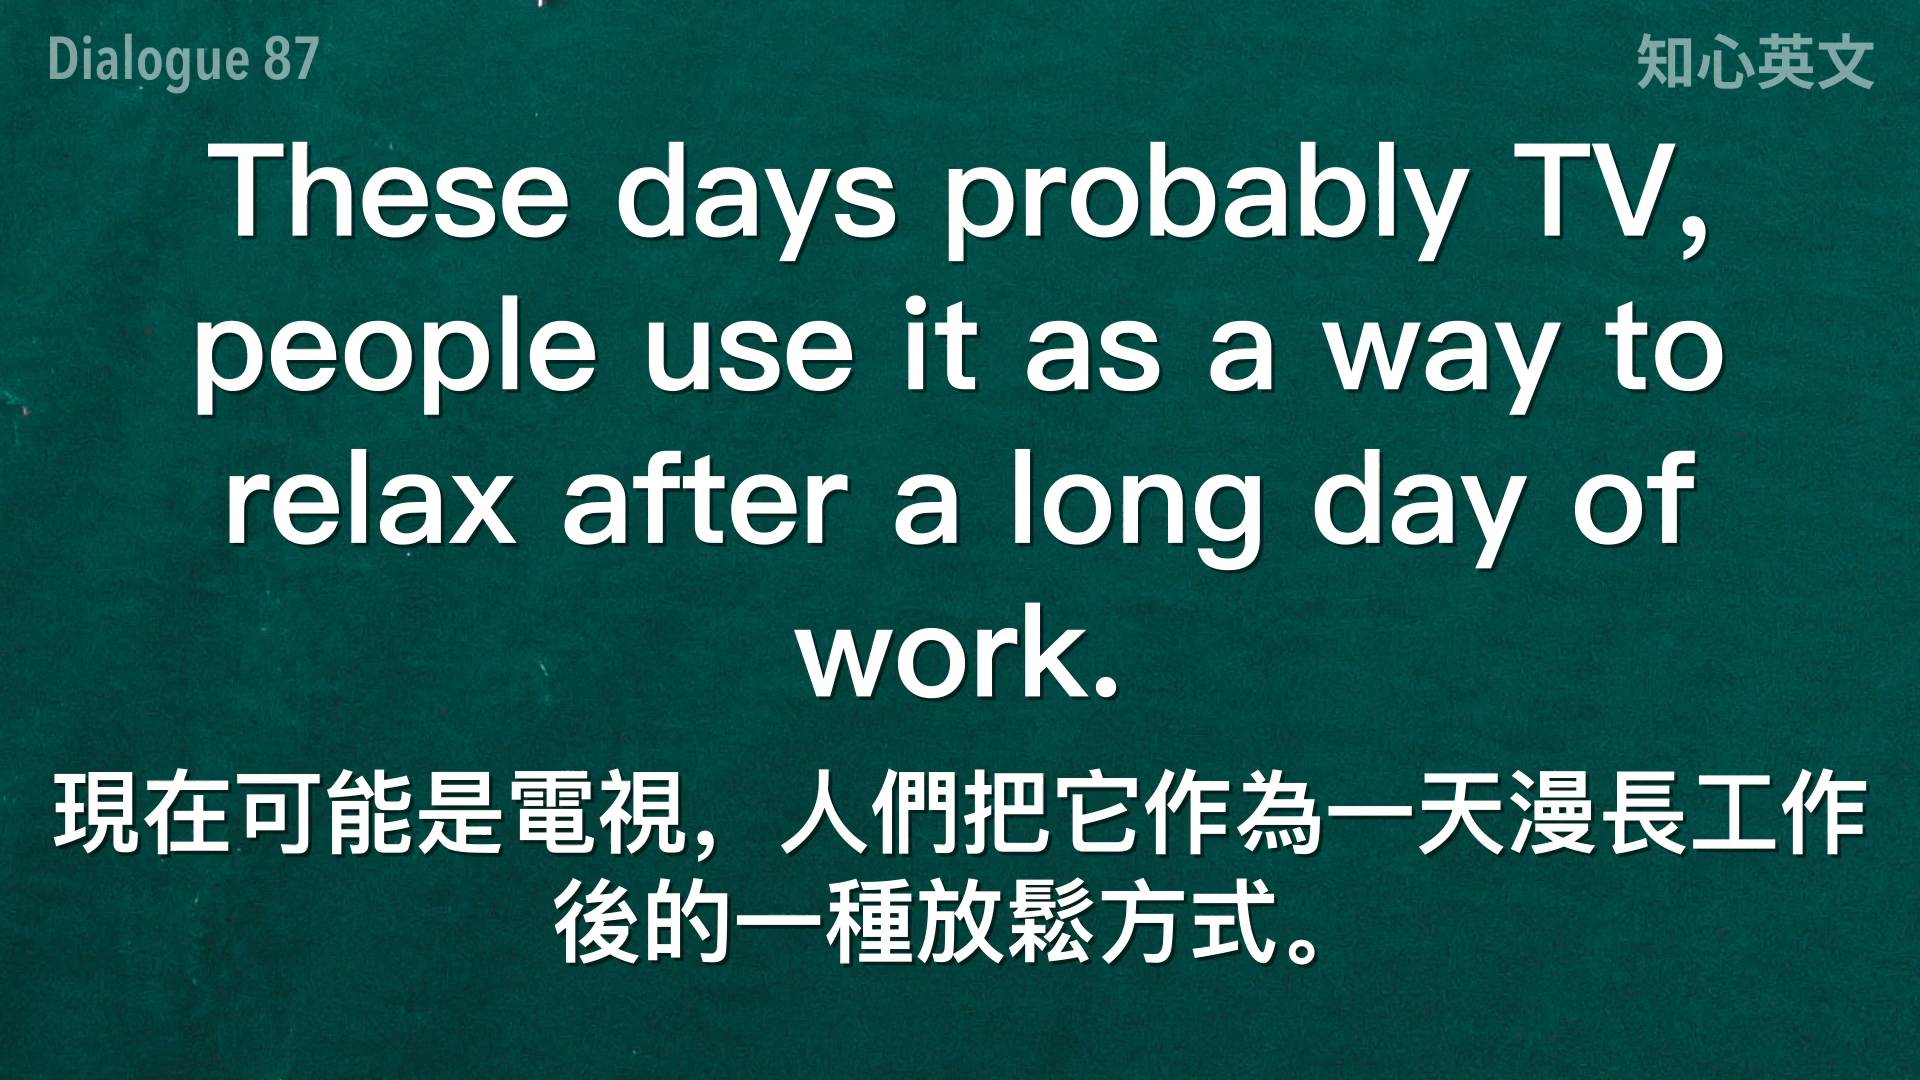 Dialogue 87
知心英文
These days probably TV,
people use it as a way to
relax after a long day of
work.
現在可能是電視，人們把它作為一天漫長工作
後的一種放鬆方式。